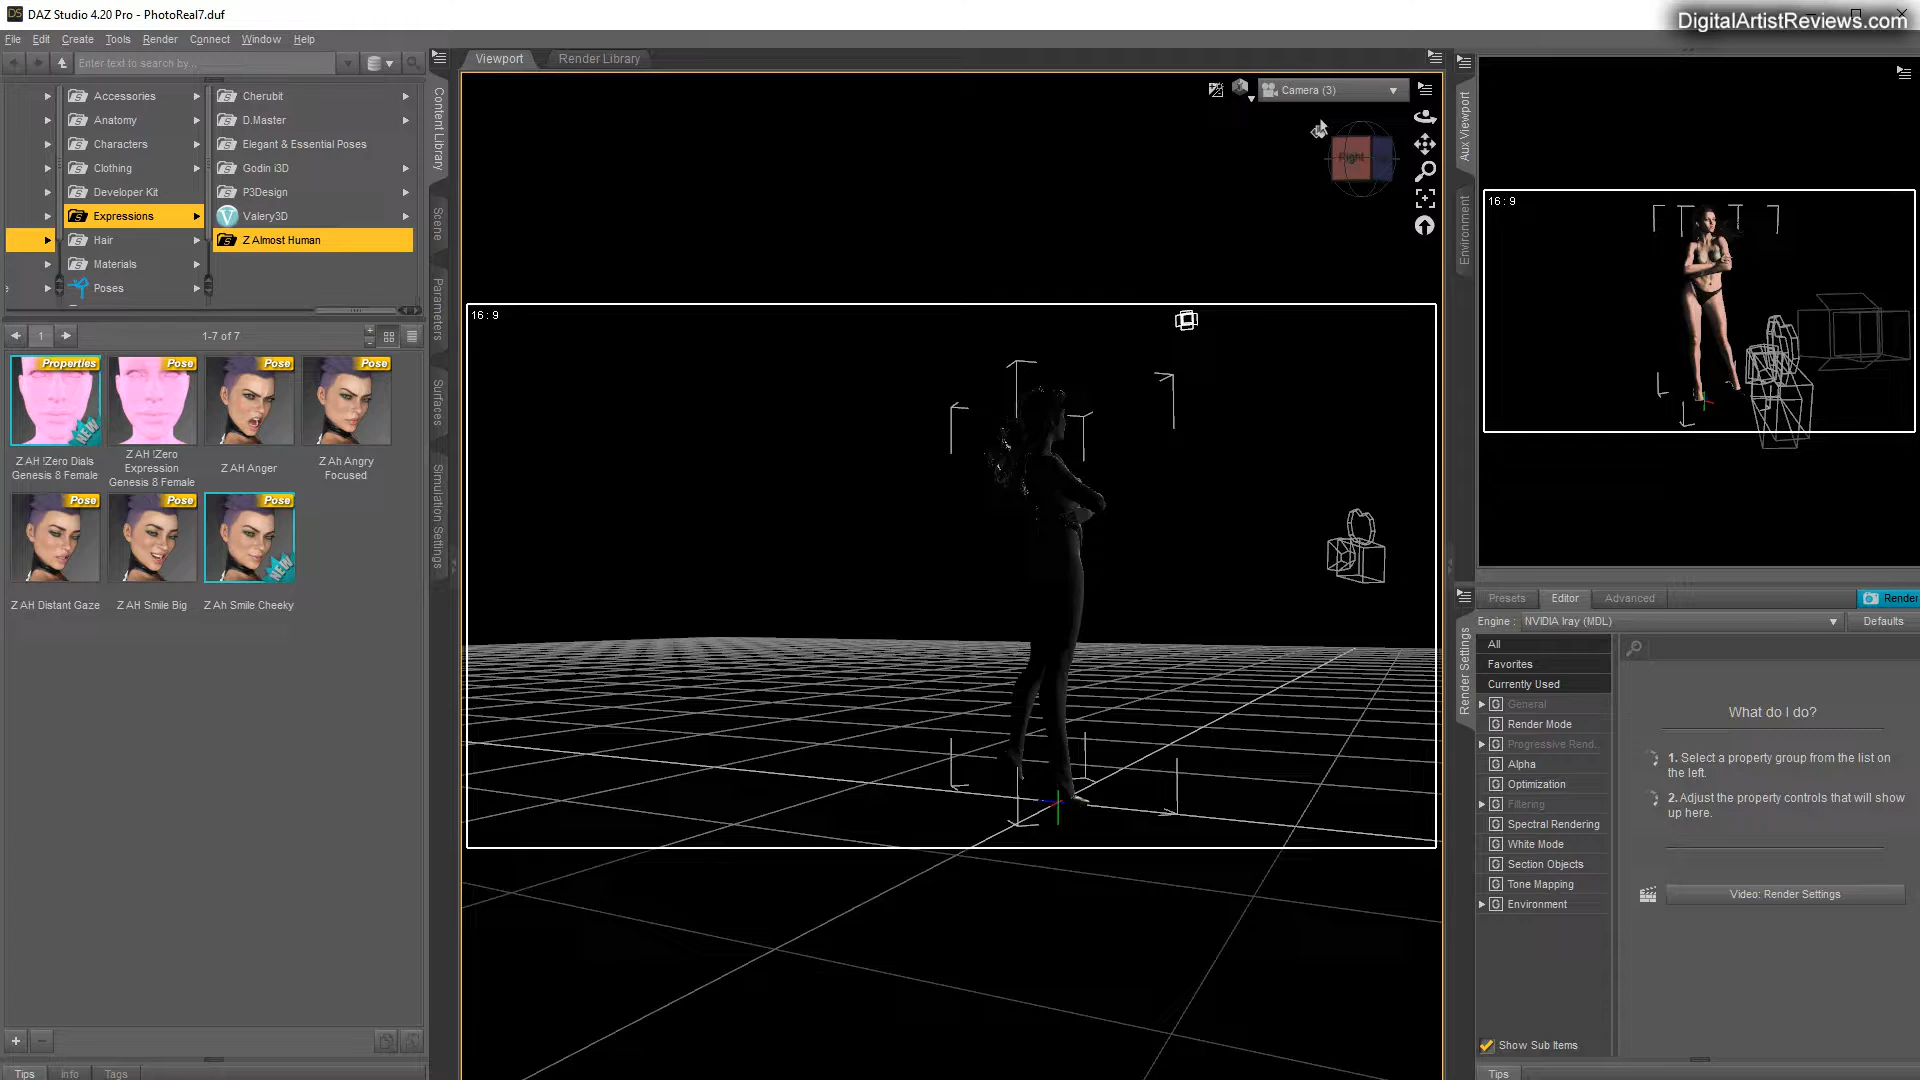 DAZ Studio 4.20 Pro - PhotoReal7.duf
DigitalArtistReviews.com
File Edit Create Tools Render Connect Window Help
Enter text to search by...
Accessories
Anatomy
Characters
Clothing
Developer Kit
Expressions
Hair
Materials
Poses
Cherubit
D.Master
Elegant & Essential Poses
Godin i3D
P3Design
Valery3D
Z Almost Human
1
1-7 of 7
Properties
NEW
Z AH !Zero Dials
Genesis 8 Female
Pose
Z AH !Zero
Expression
Genesis 8 Female
Pose
Z AH Anger
Pose
Z Ah Angry
Focused
Pose
Z AH Distant Gaze
Pose
Z AH Smile Big
Pose
NEW
Z Ah Smile Cheeky
Tips Info Tags
Content Library
Scene
Parameters
Surfaces
Simulation Settings
Viewport Render Library
Camera (3)
Right
16 : 9
Aux Viewport
Environment
16 : 9
Render Settings
Presets Editor Advanced
Render
Engine : NVIDIA Iray (MDL)
Defaults
All
Favorites
Currently Used
General
Render Mode
Progressive Rend..
Alpha
Optimization
Filtering
Spectral Rendering
White Mode
Section Objects
Tone Mapping
Environment
What do I do?
1. Select a property group from the list on
the left.
2. Adjust the property controls that will show
up here.
Video: Render Settings
Show Sub Items
Tips